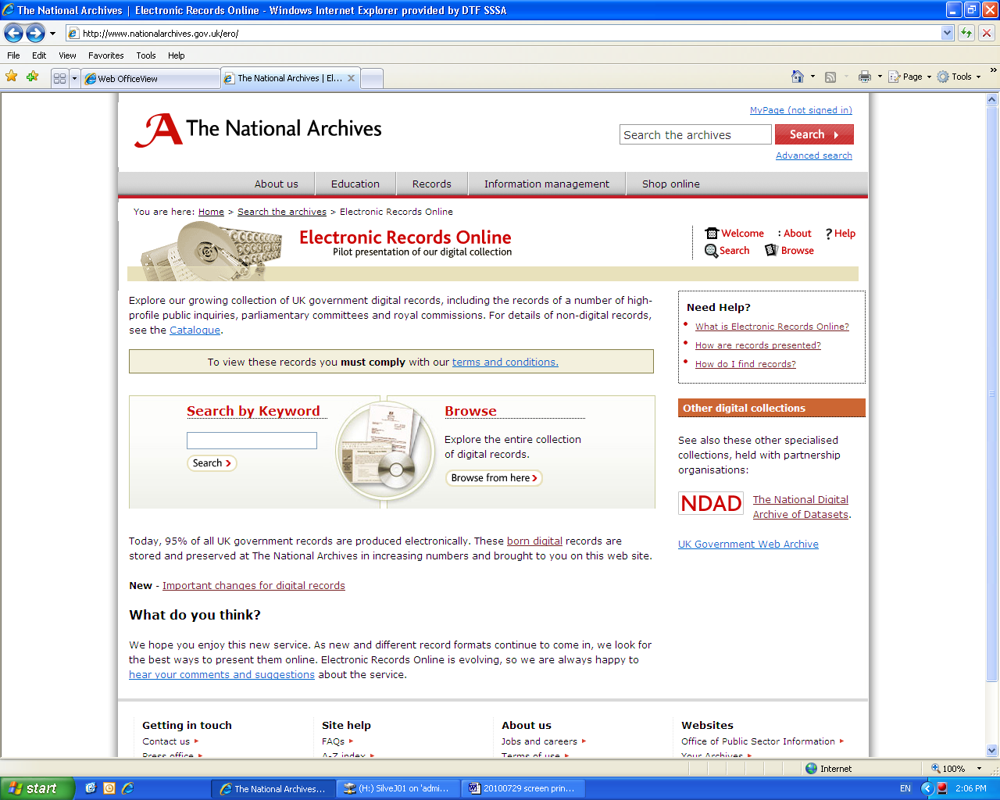 The National Archives | Electronic Records Online - Windows Internet Explorer provided by DTF SSSA
http://www.nationalarchives.gov.uk/ero/
File Edit View Favorites Tools Help
Web OfficeView
The National Archives | El...
Page Tools
MyPage (not signed in)
The National Archives
Search the archives Search
Advanced search
About us Education Records Information management Shop online
You are here: Home > Search the archives > Electronic Records Online
Electronic Records Online
Pilot presentation of our digital collection
Welcome : About ? Help
Search Browse
Explore our growing collection of UK government digital records, including the records of a number of high-
profile public inquiries, parliamentary committees and royal commissions. For details of non-digital records,
see the Catalogue.
To view these records you must comply with our terms and conditions.
Search by Keyword
Search
Browse
Explore the entire collection
of digital records.
Browse from here
Today, 95% of all UK government records are produced electronically. These born digital records are
stored and preserved at The National Archives in increasing numbers and brought to you on this web site.
New - Important changes for digital records
What do you think?
We hope you enjoy this new service. As new and different record formats continue to come in, we look for
the best ways to present them online. Electronic Records Online is evolving, so we are always happy to
hear your comments and suggestions about the service.
Need Help?
What is Electronic Records Online?
How are records presented?
How do I find records?
Other digital collections
See also these other specialised
collections, held with partnership
organisations:
NDAD
The National Digital
Archive of Datasets.
UK Government Web Archive
Getting in touch
Contact us
Press office
Site help
FAQs
A-Z index
About us
Jobs and careers
Terms of use
Websites
Office of Public Sector Information
Your Archives
Internet 100%
start
The National Archives...
(H:) SilveJ01 on 'admi...
20100729 screen prin...
EN
2:06 PM